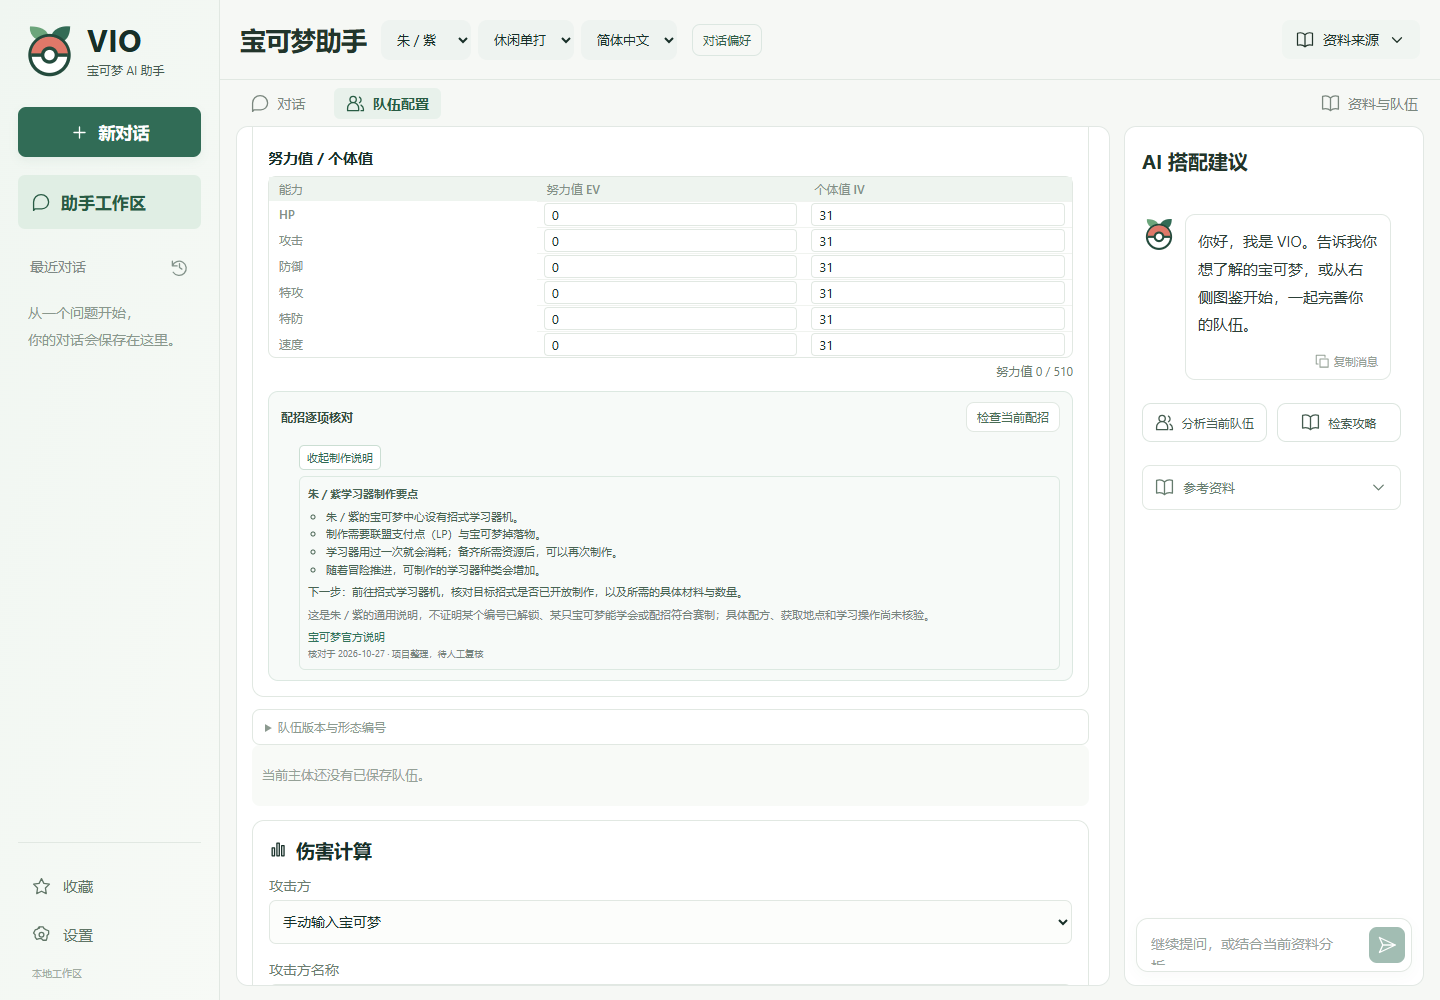 VIO
宝可梦 AI 助手
新对话
助手工作区
最近对话
从一个问题开始，
你的对话会保存在这里。
收藏
设置
本地工作区
宝可梦助手
朱 / 紫
休闲单打
简体中文
对话偏好
资料来源
对话
队伍配置
资料与队伍
努力值 / 个体值
能力 努力值 EV 个体值 IV
HP 0 31
攻击 0 31
防御 0 31
特攻 0 31
特防 0 31
速度 0 31
努力值 0 / 510
配招逐项核对
检查当前配招
收起制作说明
朱 / 紫学习器制作要点
朱 / 紫的宝可梦中心设有招式学习器机。
制作需要联盟支付点（LP）与宝可梦掉落物。
学习器用过一次就会消耗；备齐所需资源后，可以再次制作。
随着冒险推进，可制作的学习器种类会增加。
下一步：前往招式学习器机，核对目标招式是否已开放制作，以及所需的具体材料与数量。
这是朱 / 紫的通用说明，不证明某个编号已解锁、某只宝可梦能学会或配招符合赛制；具体配方、获取地点和学习操作尚未核验。
宝可梦官方说明
核对于 2026-10-27 · 项目整理，待人工复核
队伍版本与形态编号
当前主体还没有已保存队伍。
伤害计算
攻击方
手动输入宝可梦
攻击方名称
AI 搭配建议
你好，我是 VIO。告诉我你
想了解的宝可梦，或从右
侧图鉴开始，一起完善你
的队伍。
复制消息
分析当前队伍
检索攻略
参考资料
继续提问，或结合当前资料分
析